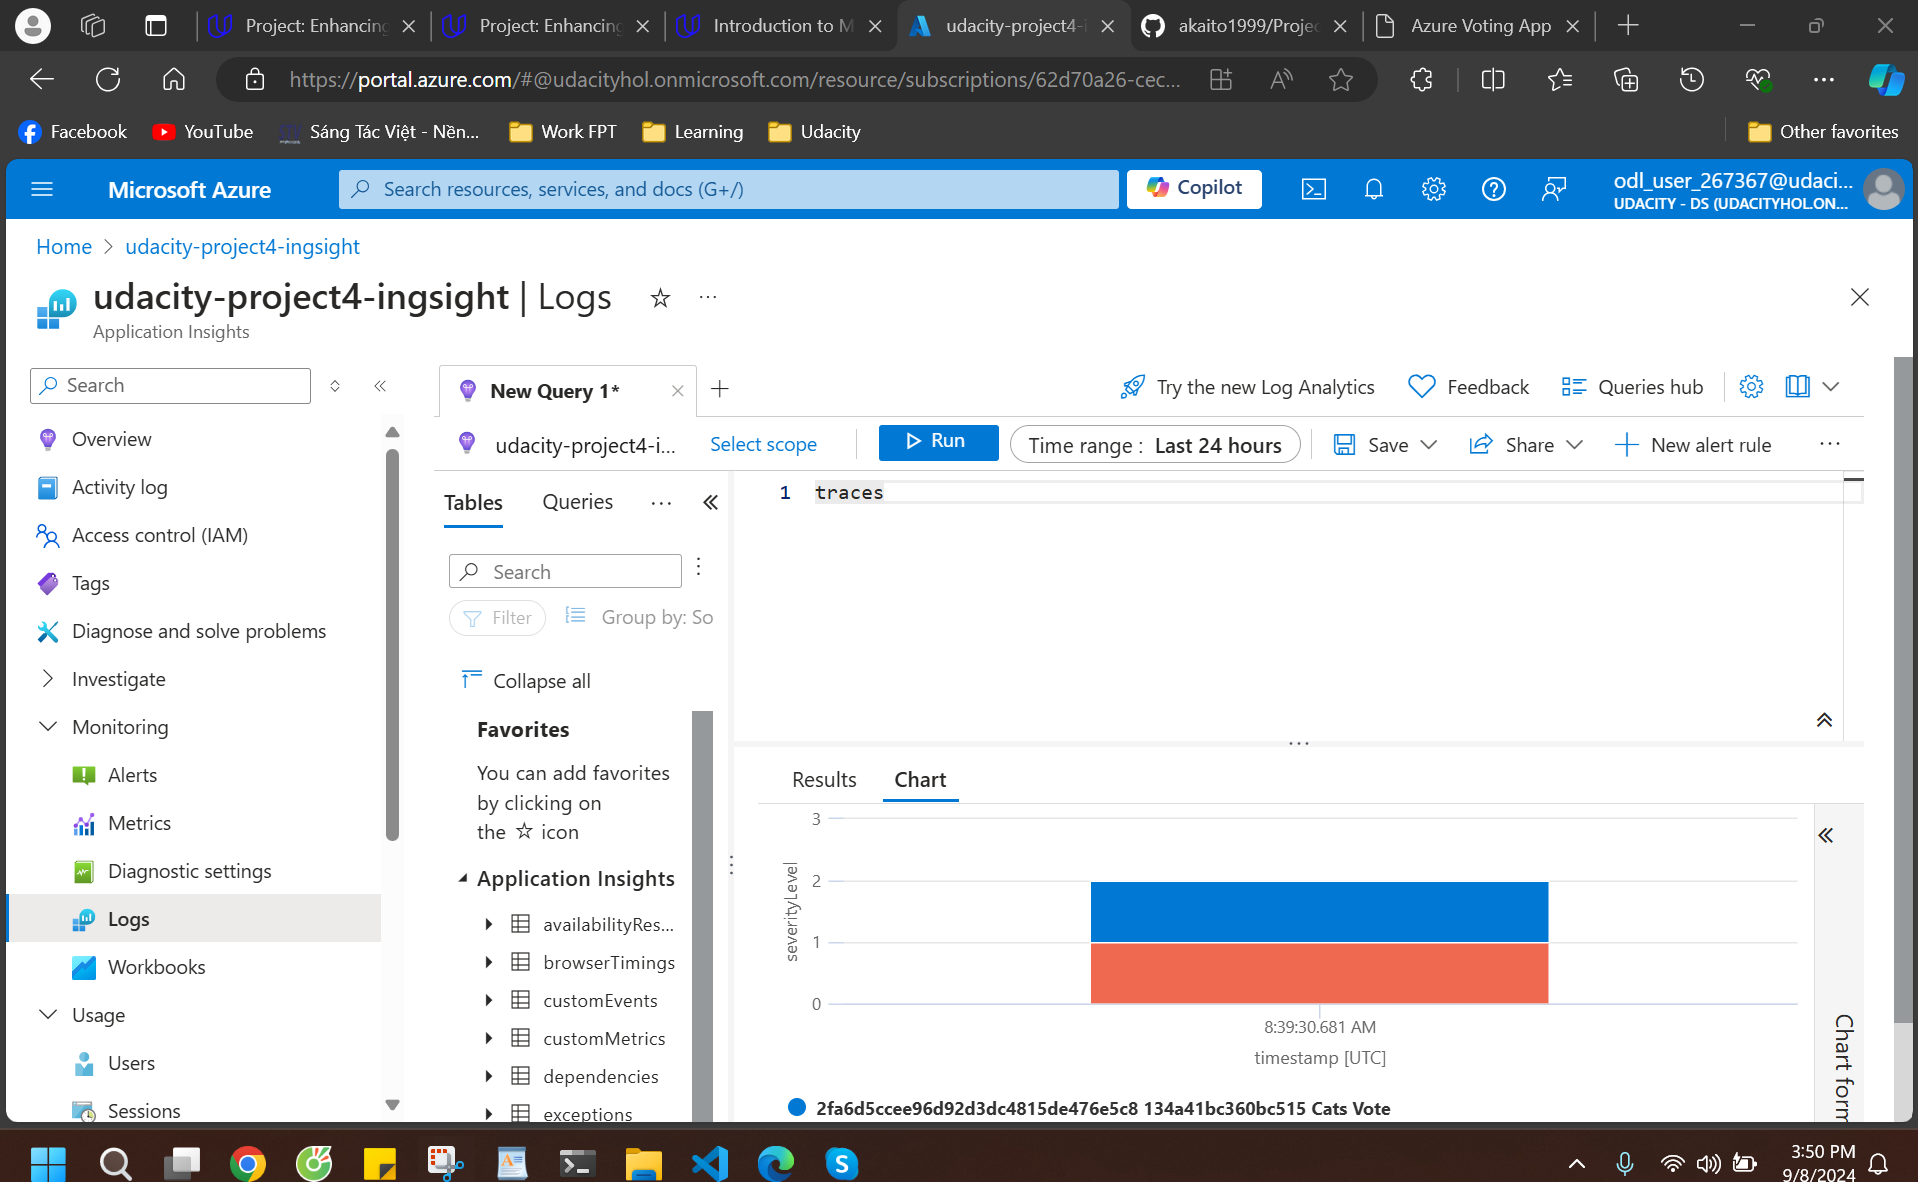 Project: Enhancing
Project: Enhancing
Introduction to M
udacity-project4-i
akaito1999/Projec
Azure Voting App
https://portal.azure.com/#@udacityhol.onmicrosoft.com/resource/subscriptions/62d70a26-cec...
Facebook
YouTube
Sáng Tác Việt - Nền...
Work FPT
Learning
Udacity
Other favorites
Microsoft Azure
Search resources, services, and docs (G+/)
Copilot
odl_user_267367@udaci...
UDACITY - DS (UDACITYHOL.ON...
Home > udacity-project4-ingsight
udacity-project4-ingsight | Logs
Application Insights
Search
Overview
Activity log
Access control (IAM)
Tags
Diagnose and solve problems
Investigate
Monitoring
Alerts
Metrics
Diagnostic settings
Logs
Workbooks
Usage
Users
Sessions
New Query 1*
Try the new Log Analytics
Feedback
Queries hub
udacity-project4-i...
Select scope
Run
Time range : Last 24 hours
Save
Share
New alert rule
Tables
Queries
Search
Filter
Group by: So
Collapse all
Favorites
You can add favorites
by clicking on
the ☆ icon
Application Insights
availabilityRes...
browserTimings
customEvents
customMetrics
dependencies
exceptions
1 traces
Results
Chart
severityLevel
3
2
1
0
8:39:30.681 AM
timestamp [UTC]
2fa6d5ccee96d92d3dc4815de476e5c8 134a41bc360bc515 Cats Vote
Chart form
3:50 PM
9/8/2024